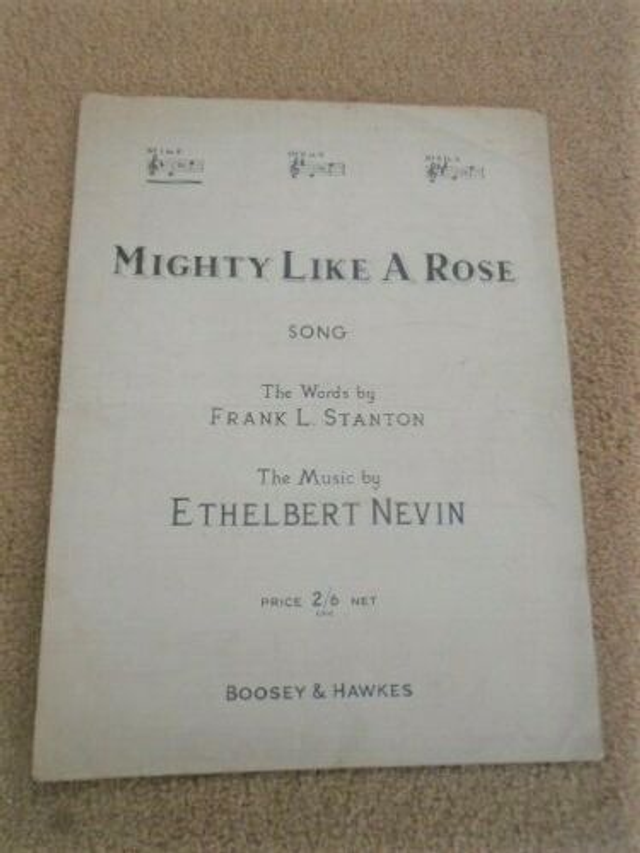 MIGHTY LIKE A ROSE
SONG
The Words by
FRANK L. STANTON
The Music by
ETHELBERT NEVIN
PRICE 2/6 NET
BOOSEY & HAWKES